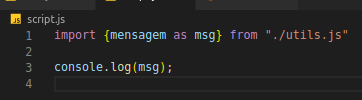 script.js
1 import {mensagem as msg} from "./utils.js"
2
3 console.log(msg);
4